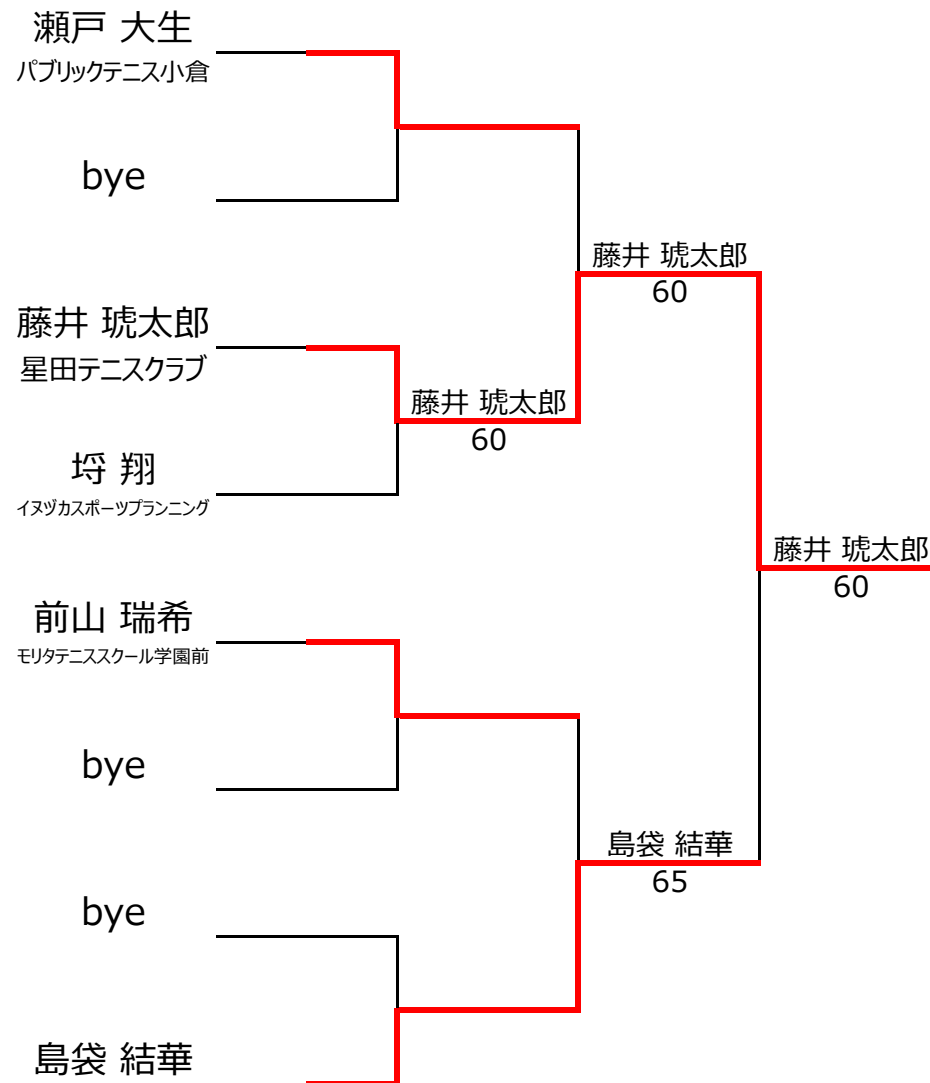 瀬戸 大生
パブリックテニス小倉
bye
藤井 琥太郎
60
藤井 琥太郎
星田テニスクラブ
藤井 琥太郎
60
埒 翔
イヌヅカスポーツプランニング
藤井 琥太郎
60
前山 瑞希
モリタテニススクール学園前
bye
島袋 結華
65
bye
島袋 結華